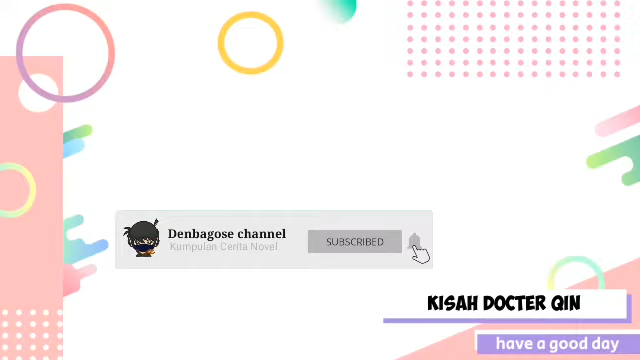 Denbagose channel
Kumpulan Cerita Novel
SUBSCRIBED
KISAH DOCTER QIN
have a good day